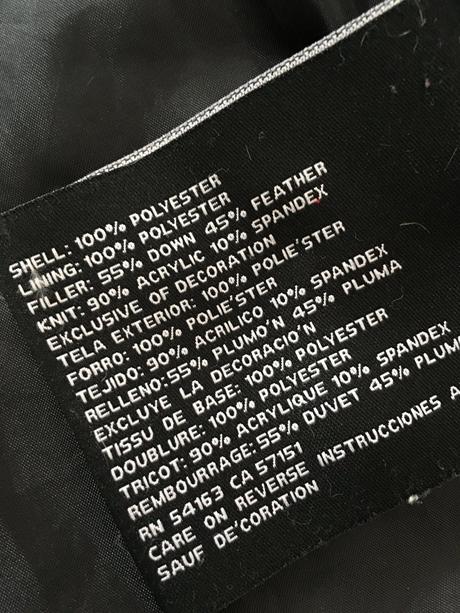 SHELL: 100% POLYESTER
LINING: 100% POLYESTER
FILLER: 55% DOWN 45% FEATHER
KNIT: 90% ACRYLIC 10% SPANDEX
EXCLUSIVE OF DECORATION
TELA EXTERIOR: 100% POLIE'STER
FORRO: 100% POLIE'STER
TEJIDO: 90% ACRILICO 10% SPANDEX
RELLENO: 55% PLUMO'N 45% PLUMA
EXCLUYE LA DECORACIO'N
TISSU DE BASE: 100% POLYESTER
DOUBLURE: 100% POLYESTER
TRICOT: 90% ACRYLIQUE 10% SPANDEX
REMBOURRAGE: 55% DUVET 45% PLUM
RN 54163 CA 57151
CARE ON REVERSE INSTRUCCIONES A
SAUF DE'CORATION